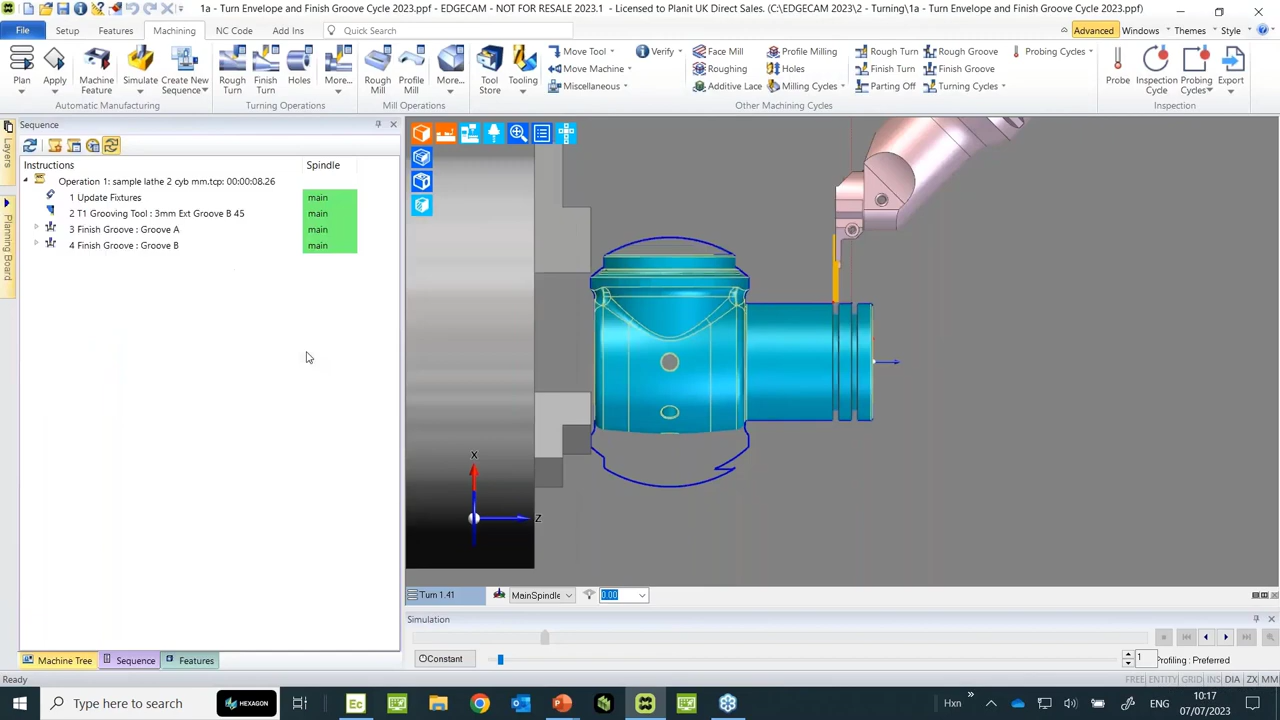 1a - Turn Envelope and Finish Groove Cycle 2023.ppf - EDGECAM - NOT FOR RESALE 2023.1 - Licensed to Planit UK Direct Sales. (C:\EDGECAM 2023\2 - Turning\1a - Turn Envelope and Finish Groove Cycle 2023.ppf)
File Setup Features Machining NC Code Add Ins Quick Search Advanced Windows Themes Style
Plan Apply Machine Feature Simulate Create New Sequence
Automatic Manufacturing
Rough Turn Finish Turn Holes More...
Turning Operations
Rough Mill Profile Mill More...
Mill Operations
Tool Store Tooling
Move Tool Verify Face Mill Profile Milling Rough Turn Rough Groove Probing Cycles
Move Machine Roughing Holes Finish Turn Finish Groove
Miscellaneous Additive Lace Milling Cycles Parting Off Turning Cycles
Other Machining Cycles
Probe Inspection Cycle Probing Cycles Export
Inspection
Sequence
Layers
Planning Board
Instructions Spindle
Operation 1: sample lathe 2 cyb mm.tcp: 00:00:08.26
1 Update Fixtures main
2 T1 Grooving Tool : 3mm Ext Groove B 45 main
3 Finish Groove : Groove A main
4 Finish Groove : Groove B main
X
Z
Turn 1.41 MainSpindle 0.00
Simulation
Constant 1 Profiling : Preferred
Machine Tree Sequence Features
Ready FREE ENTITY GRID INS DIA ZX MM
Type here to search HEXAGON Hxn ENG 10:17
07/07/2023